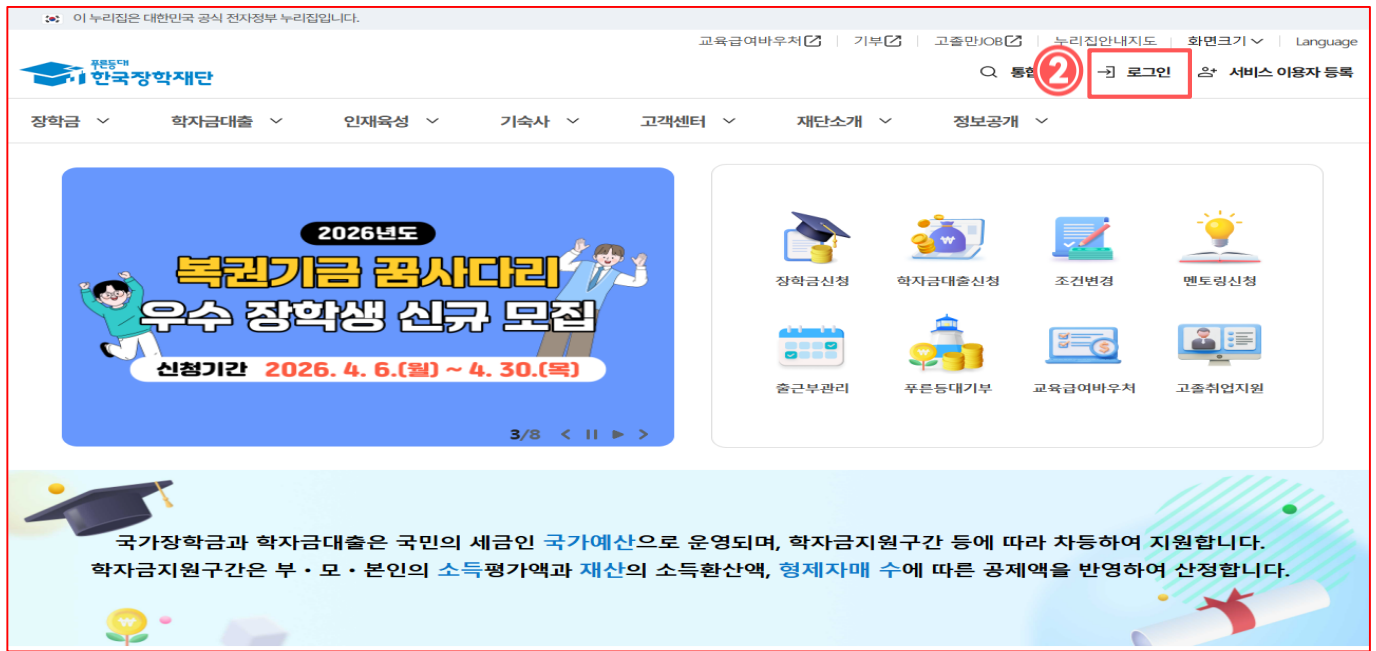 이 누리집은 대한민국 공식 전자정부 누리집입니다.
교육급여바우처 기부 고졸만JOB 누리집안내지도 화면크기 Language
푸른등대
한국장학재단
② 로그인 서비스 이용자 등록
장학금 학자금대출 인재육성 기숙사 고객센터 재단소개 정보공개
2026년도
복권기금 꿈사다리
우수 장학생 신규 모집
신청기간 2026. 4. 6.(월) ~ 4. 30.(목)
3/8
장학금신청 학자금대출신청 조건변경 멘토링신청
출근부관리 푸른등대기부 교육급여바우처 고졸취업지원
국가장학금과 학자금대출은 국민의 세금인 국가예산으로 운영되며, 학자금지원구간 등에 따라 차등하여 지원합니다.
학자금지원구간은 부・모・본인의 소득평가액과 재산의 소득환산액, 형제자매 수에 따른 공제액을 반영하여 산정합니다.